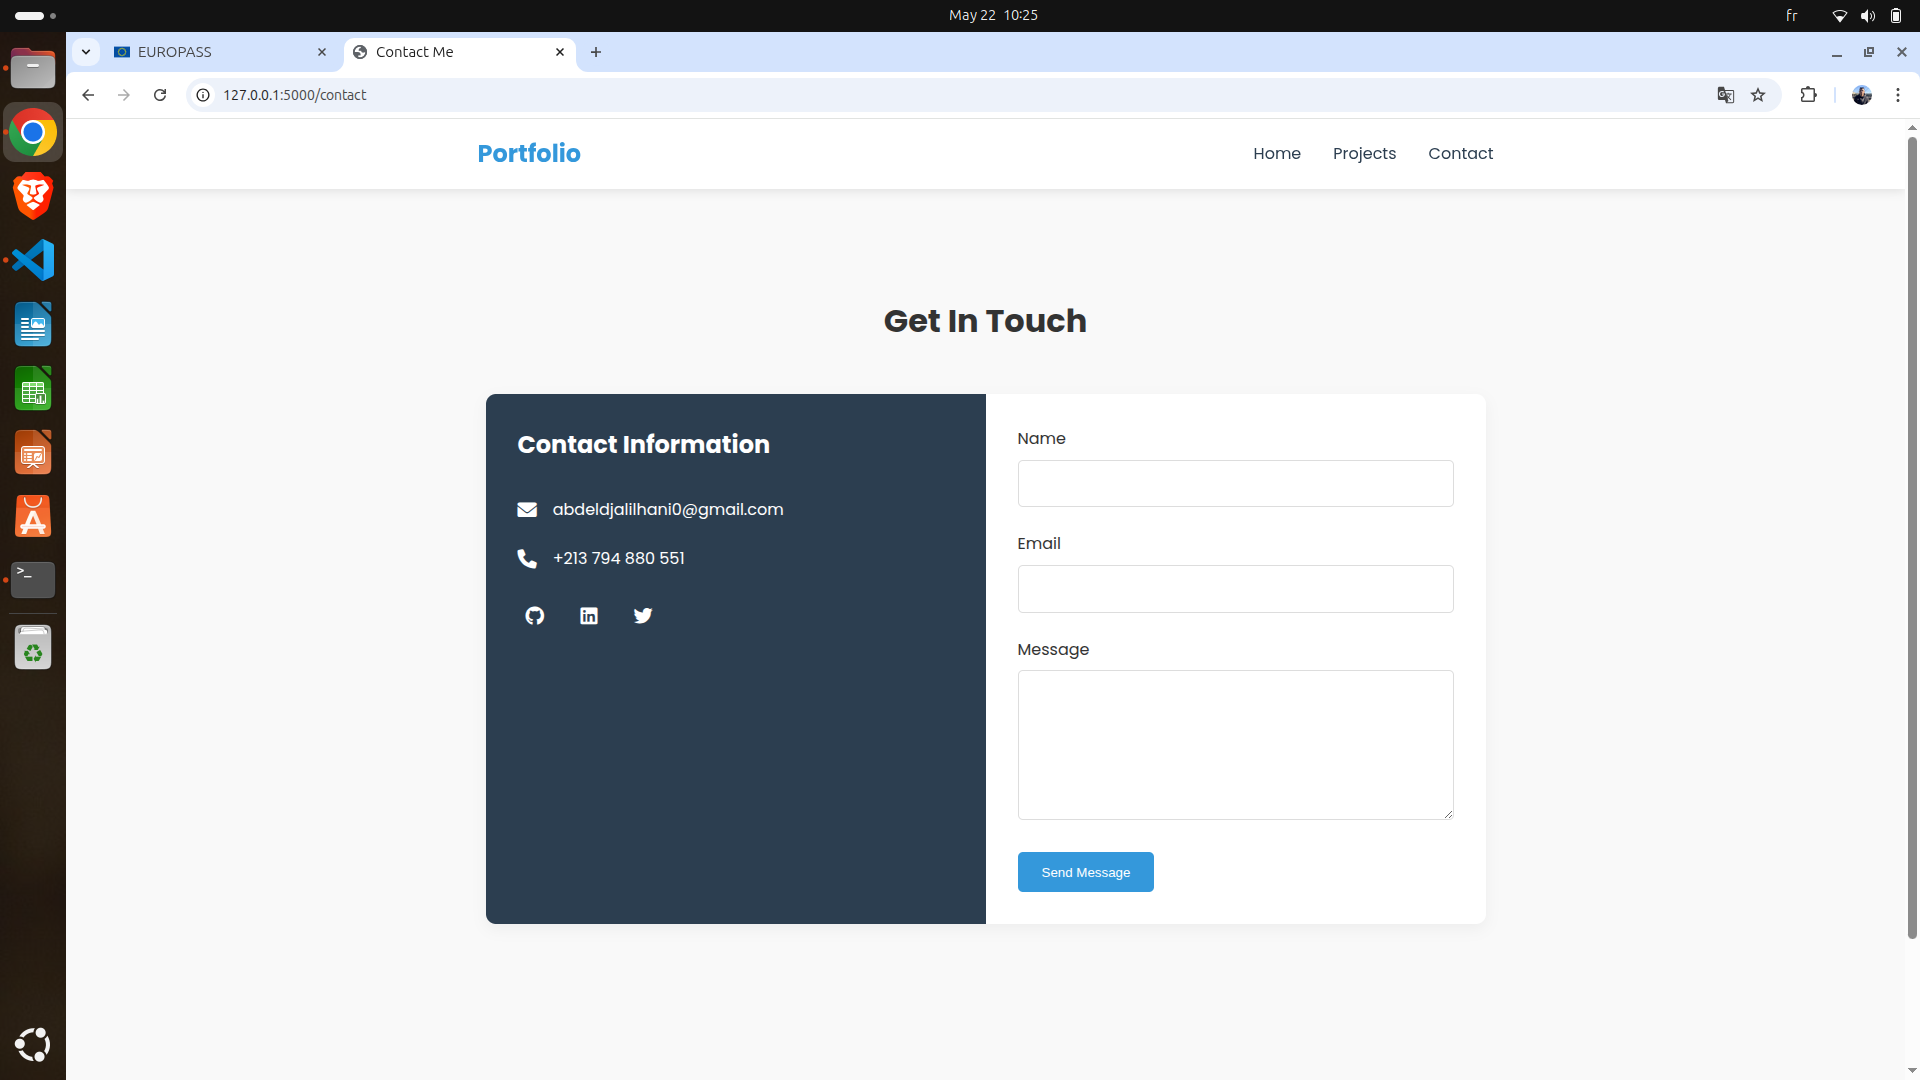 May 22 10:25
fr
EUROPASS
Contact Me
127.0.0.1:5000/contact
Portfolio
Home
Projects
Contact
Get In Touch
Contact Information
abdeldjalilhani0@gmail.com
+213 794 880 551
Name
Email
Message
Send Message